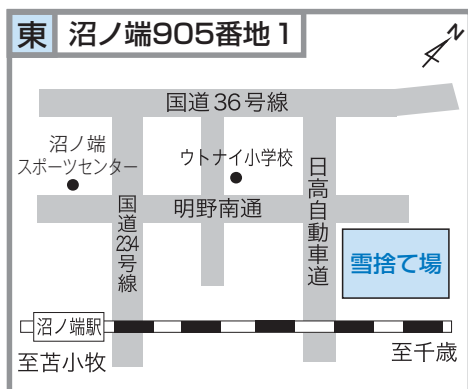 東 沼ノ端905番地1
N
国道36号線
沼ノ端
スポーツセンター
ウトナイ小学校
国道234号線
明野南通
日高自動車道
雪捨て場
沼ノ端駅
至苫小牧
至千歳